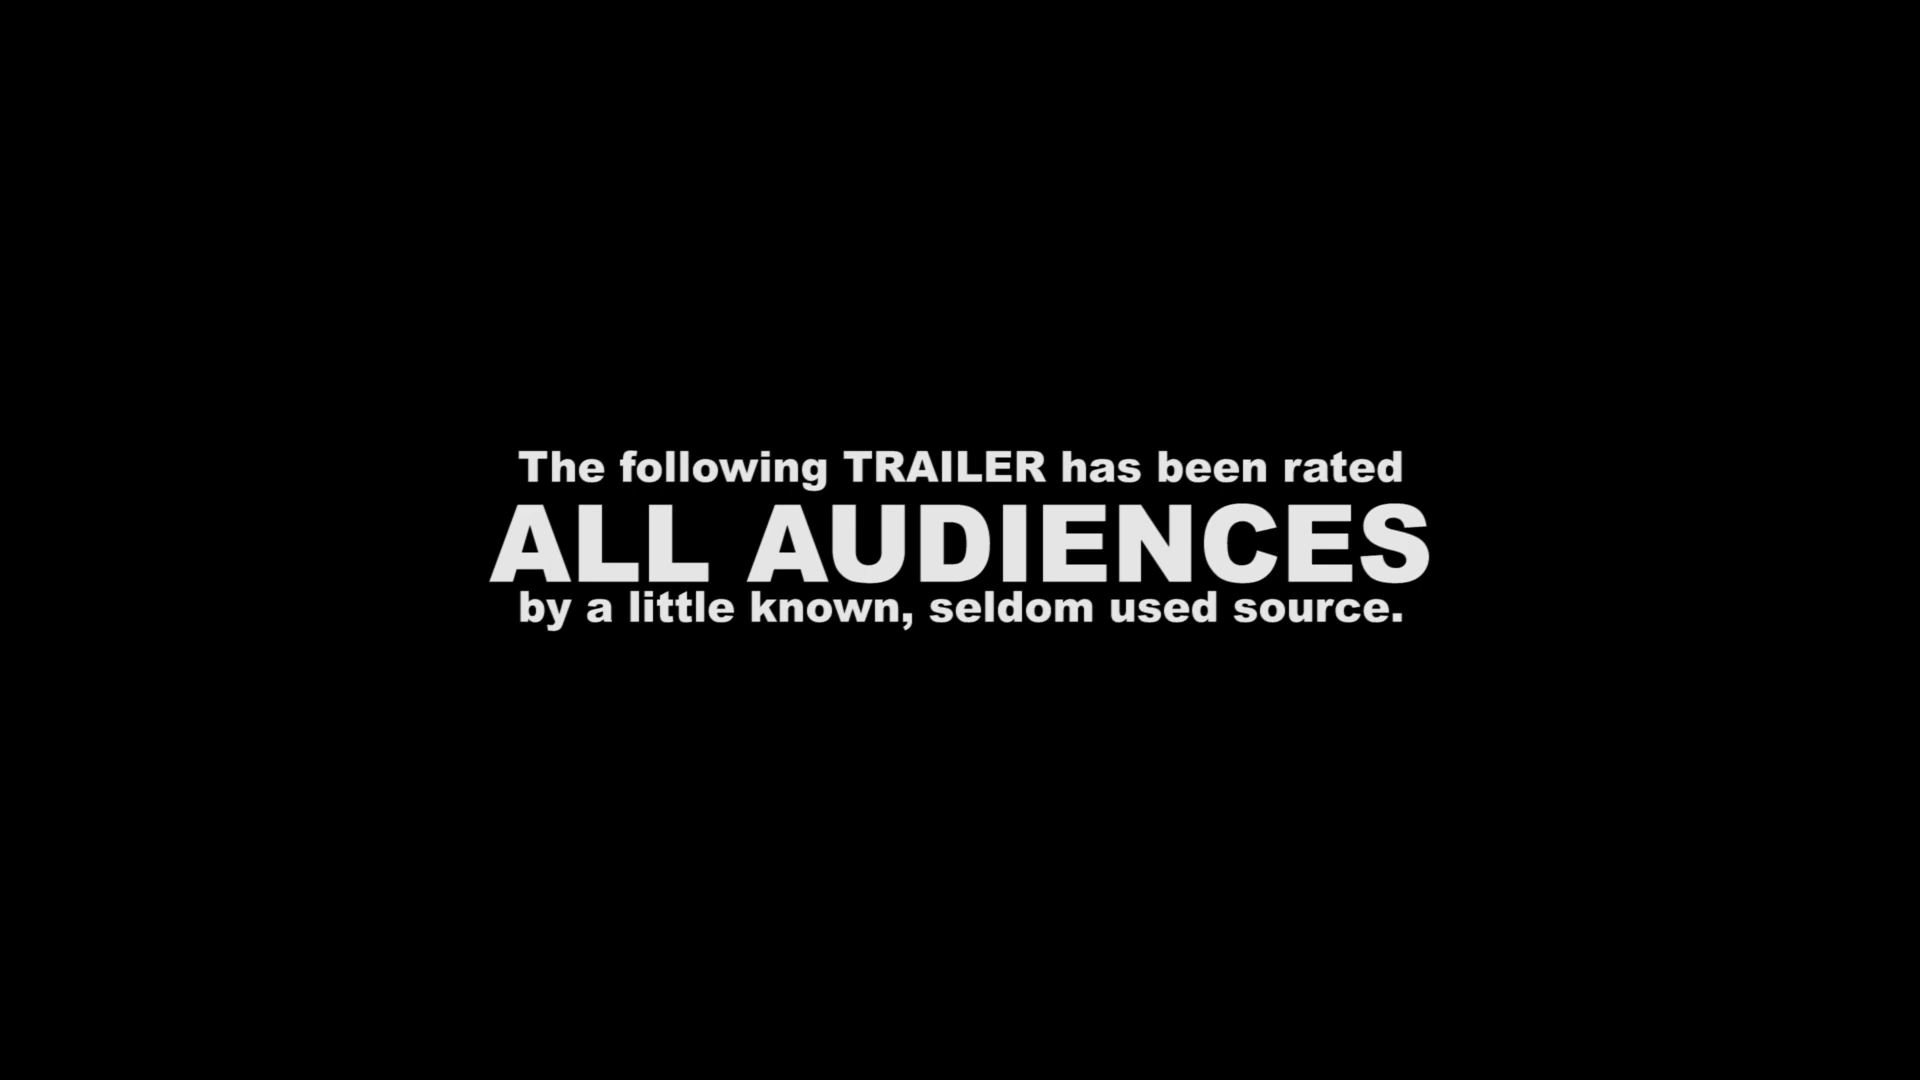 The following TRAILER has been rated
ALL AUDIENCES
by a little known, seldom used source.